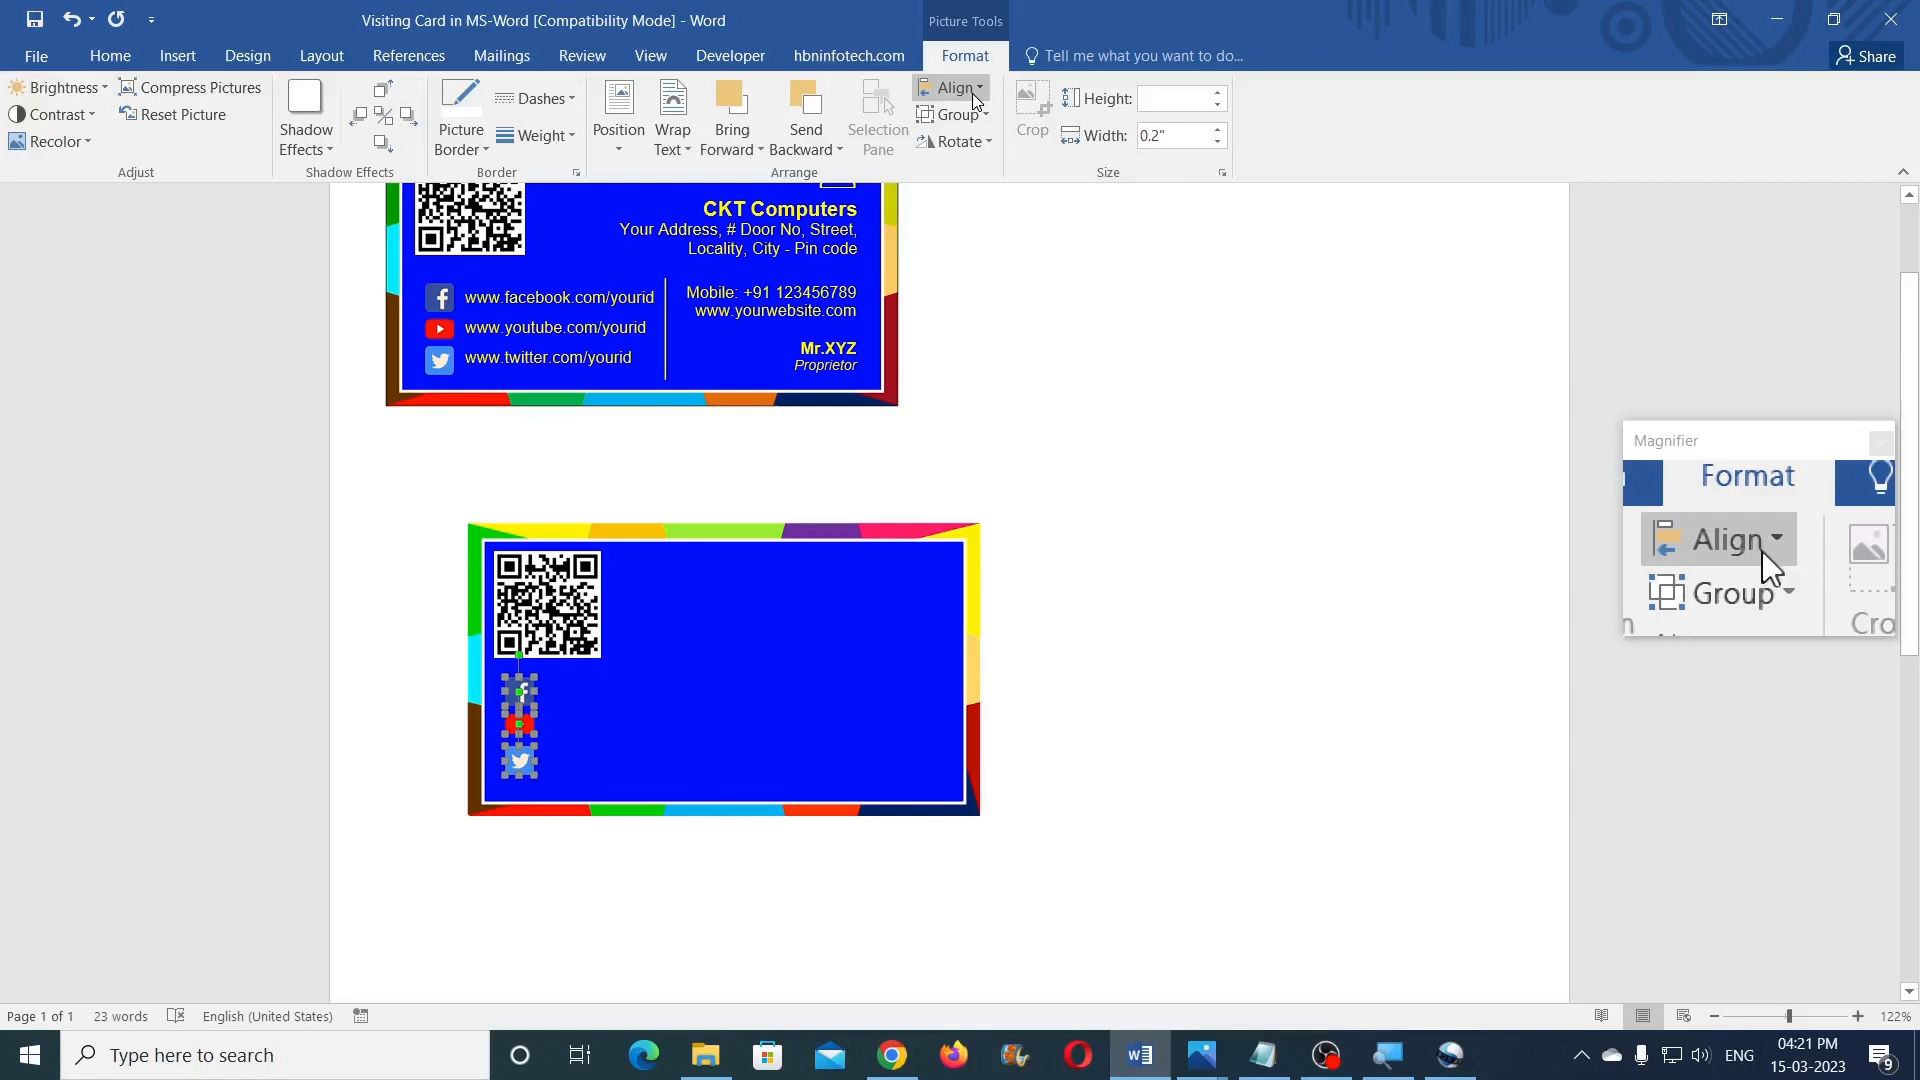 Visiting Card in MS-Word [Compatibility Mode] - Word
Picture Tools
File
Home
Insert
Design
Layout
References
Mailings
Review
View
Developer
hbninfotech.com
Format
Tell me what you want to do...
Share
Brightness
Compress Pictures
Contrast
Reset Picture
Recolor
Adjust
Shadow
Effects
Shadow Effects
Picture
Border
Dashes
Weight
Border
Position
Wrap
Text
Bring
Forward
Send
Backward
Selection
Pane
Align
Group
Rotate
Arrange
Crop
Height:
Width:
0.2"
Size
CKT Computers
Your Address, # Door No, Street,
Locality, City - Pin code
www.facebook.com/yourid
www.youtube.com/yourid
www.twitter.com/yourid
Mobile: +91 123456789
www.yourwebsite.com
Mr.XYZ
Proprietor
Magnifier
Format
Align
Group
Cro
Page 1 of 1
23 words
English (United States)
122%
Type here to search
ENG
04:21 PM
15-03-2023
9